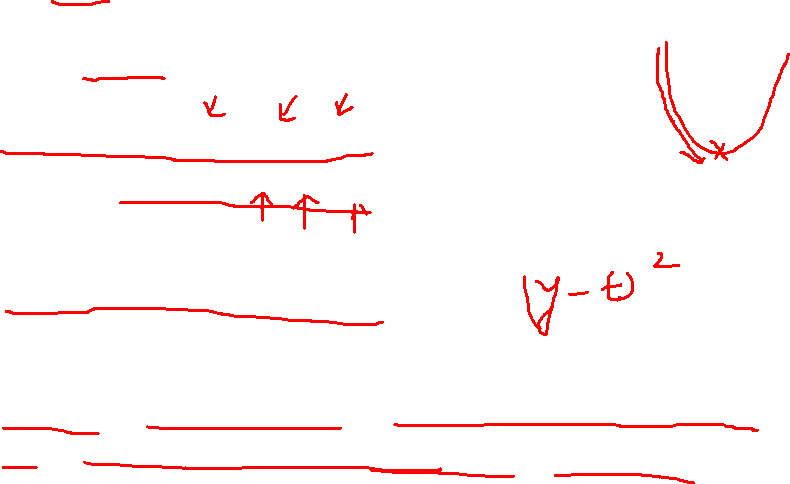 (y - t)²